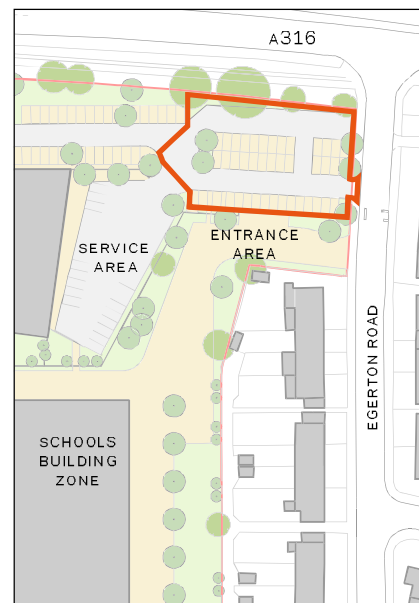 A316
SERVICE
AREA
ENTRANCE
AREA
EGERTON ROAD
SCHOOLS
BUILDING
ZONE